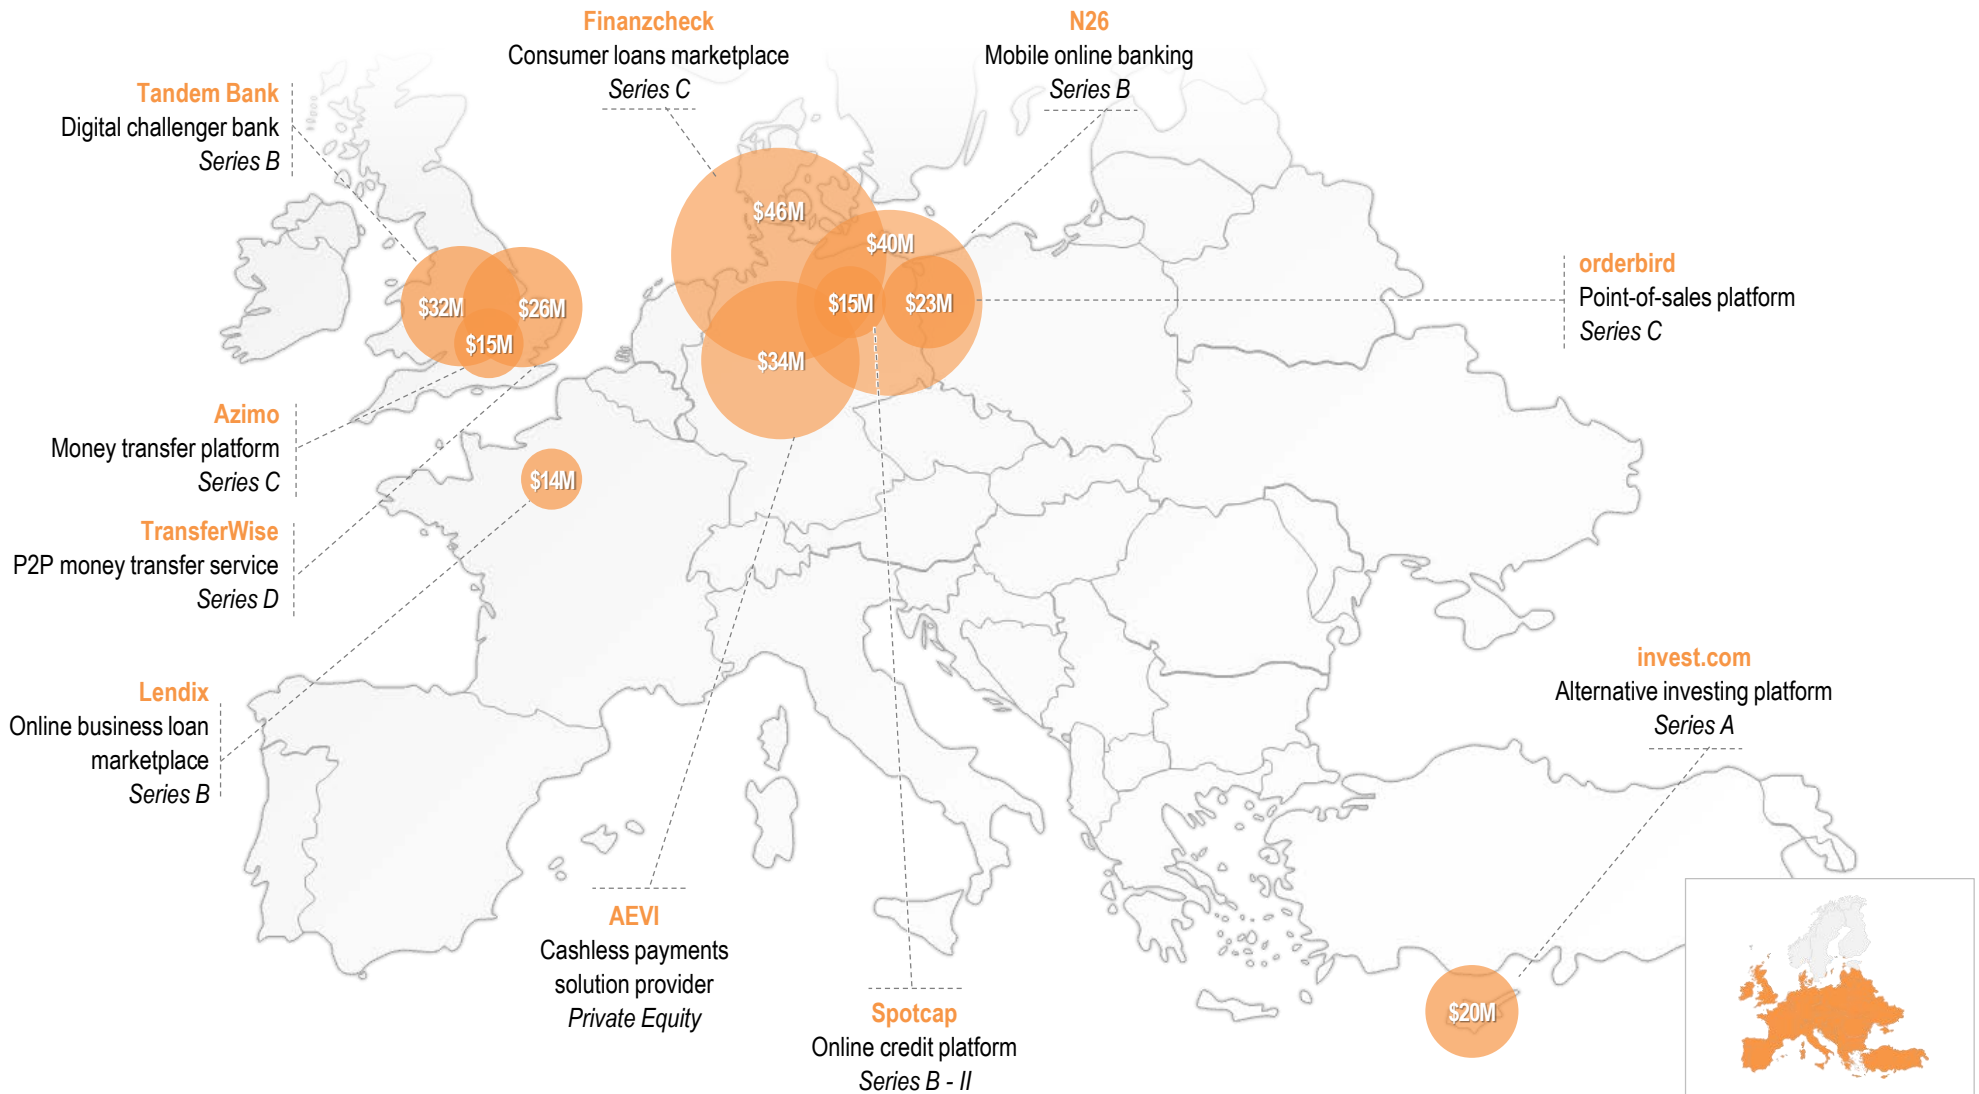 Finanzcheck
Consumer loans marketplace
Series C
N26
Mobile online banking
Series B
Tandem Bank
Digital challenger bank
Series B
$46M
$40M
$32M
$26M
$15M
$15M
$23M
$34M
orderbird
Point-of-sales platform
Series C
Azimo
Money transfer platform
Series C
$14M
TransferWise
P2P money transfer service
Series D
Lendix
Online business loan
marketplace
Series B
invest.com
Alternative investing platform
Series A
AEVI
Cashless payments
solution provider
Private Equity
Spotcap
Online credit platform
Series B - II
$20M